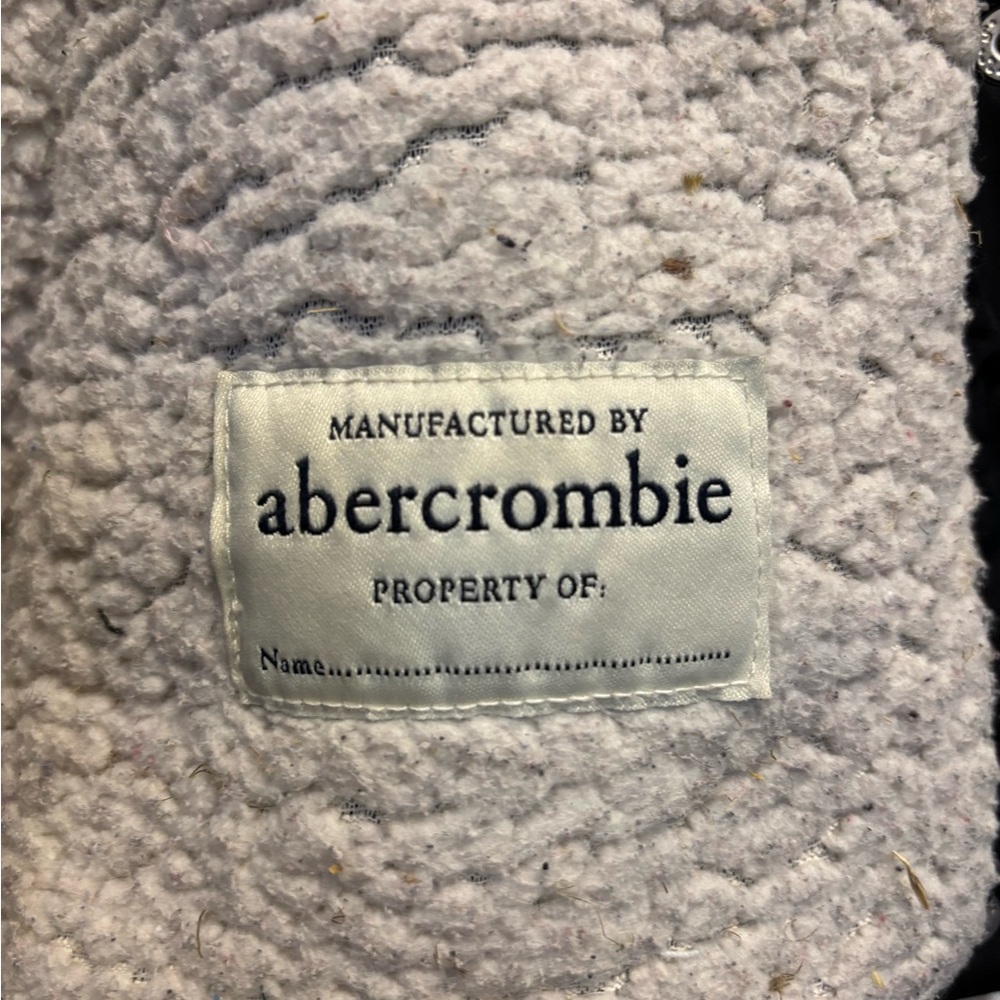 MANUFACTURED BY
abercrombie
PROPERTY OF:
Name............................................